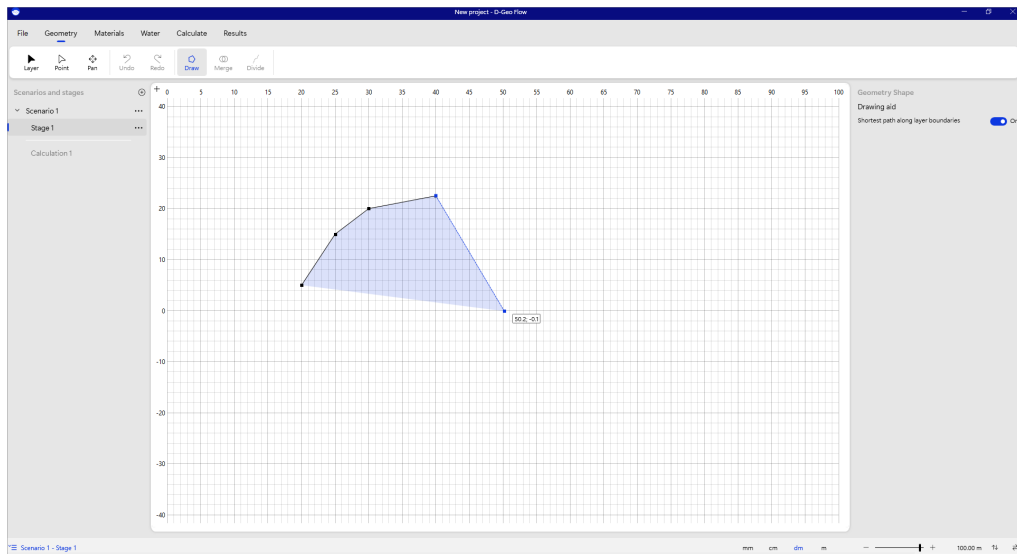 New project - D-Geo Flow
File Geometry Materials Water Calculate Results
Layer Point Pan Undo Redo Draw Merge Divide
Scenarios and stages
Scenario 1
Stage 1
Calculation 1
0 5 10 15 20 25 30 35 40 45 50 55 60 65 70 75 80 85 90 95 100
40
30
20
10
0
-10
-20
-30
-40
50.2; -0.1
Geometry Shape
Drawing aid
Shortest path along layer boundaries On
Scenario 1 - Stage 1
mm cm dm m
100.00 m